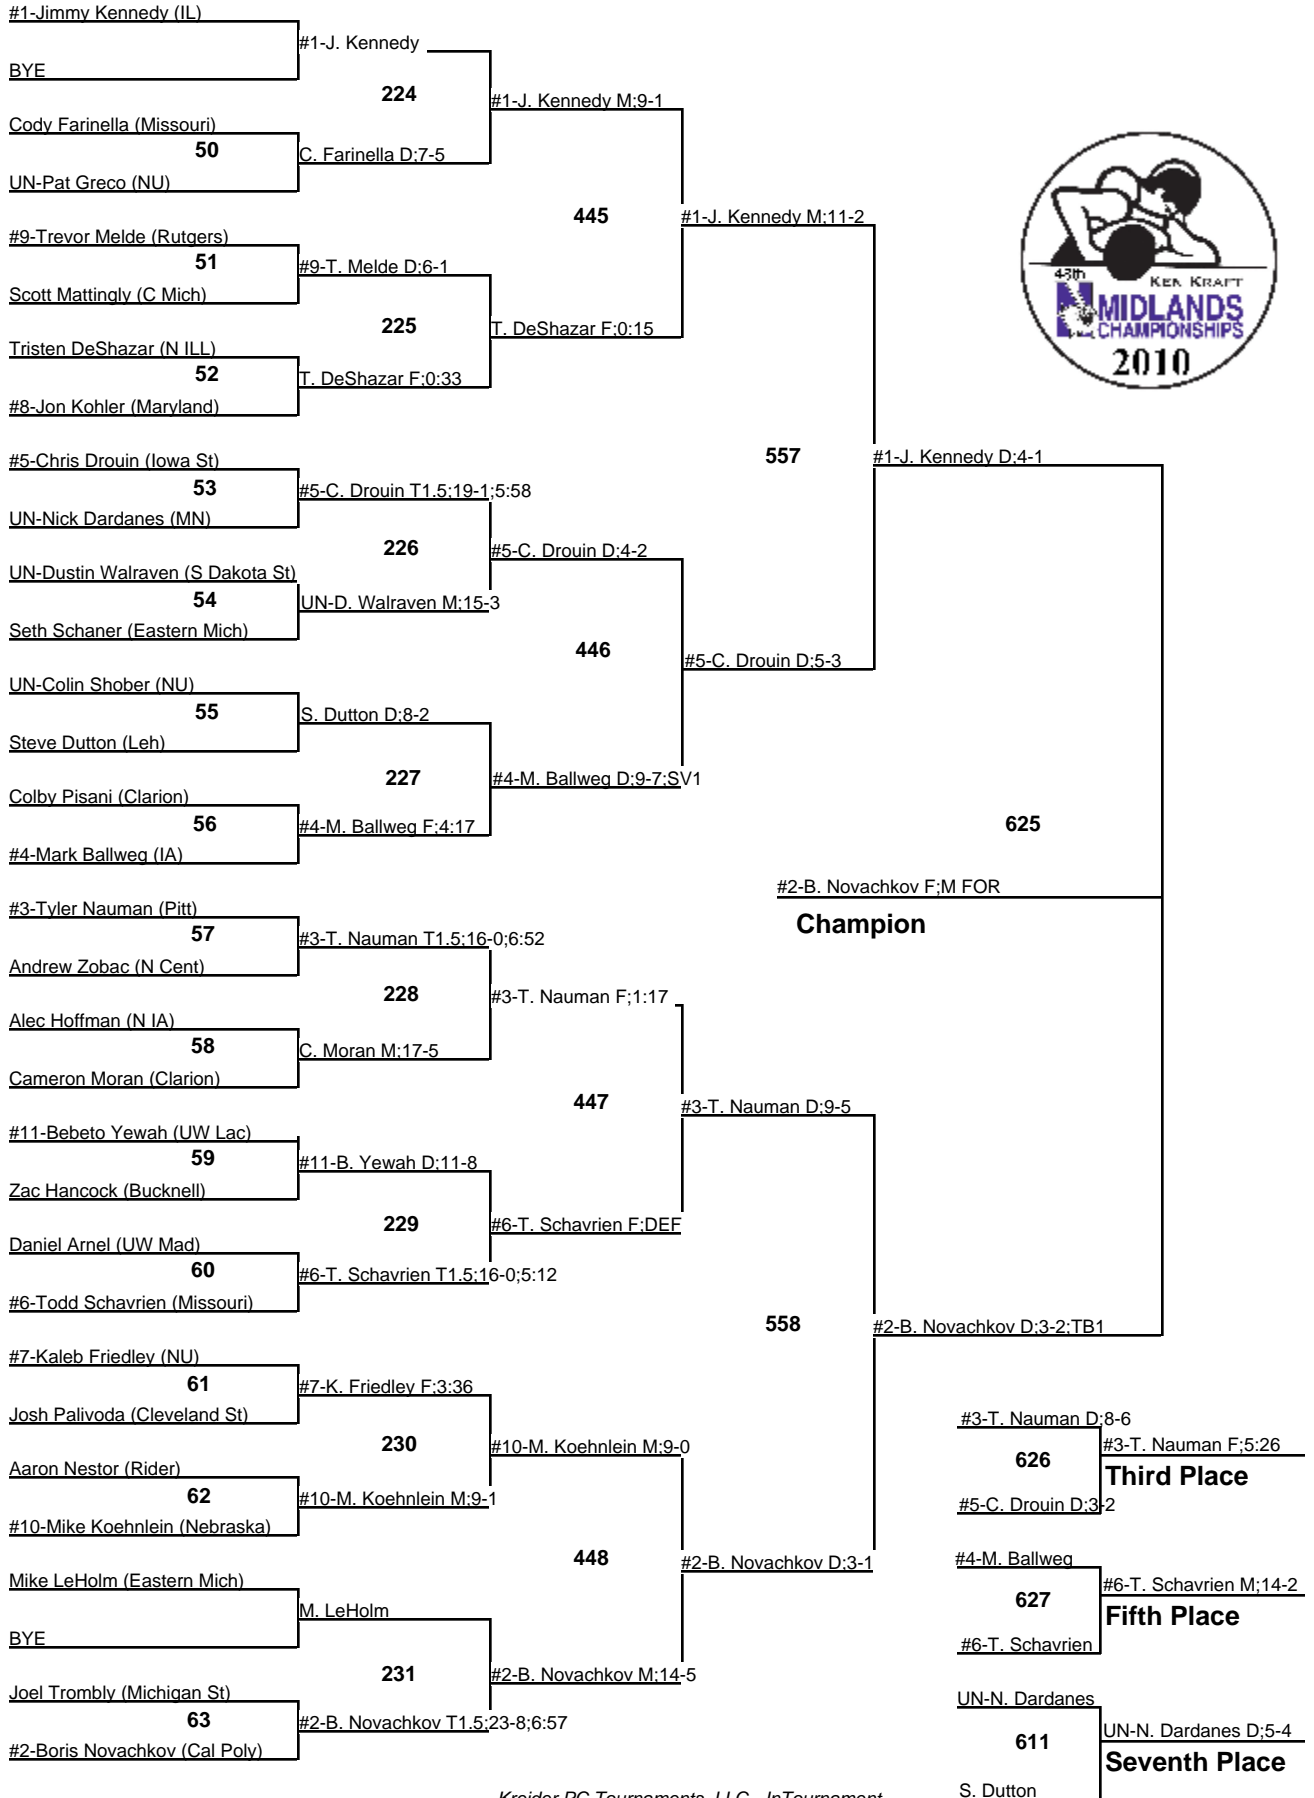 #1-Jimmy Kennedy (IL)
#1-J. Kennedy
BYE
224
#1-J. Kennedy M;9-1
Cody Farinella (Missouri)
50
C. Farinella D;7-5
UN-Pat Greco (NU)
445
#1-J. Kennedy M;11-2
#9-Trevor Melde (Rutgers)
51
#9-T. Melde D;6-1
Scott Mattingly (C Mich)
225
T. DeShazar F;0:15
Tristen DeShazar (N ILL)
52
T. DeShazar F;0:33
#8-Jon Kohler (Maryland)
48th
KEN KRAFT
MIDLANDS
CHAMPIONSHIPS
2010
557
#1-J. Kennedy D;4-1
#5-Chris Drouin (Iowa St)
53
#5-C. Drouin T1.5;19-1;5:58
UN-Nick Dardanes (MN)
226
#5-C. Drouin D;4-2
UN-Dustin Walraven (S Dakota St)
54
UN-D. Walraven M;15-3
Seth Schaner (Eastern Mich)
446
#5-C. Drouin D;5-3
UN-Colin Shober (NU)
55
S. Dutton D;8-2
Steve Dutton (Leh)
227
#4-M. Ballweg D;9-7;SV1
Colby Pisani (Clarion)
56
#4-M. Ballweg F;4:17
#4-Mark Ballweg (IA)
625
#2-B. Novachkov F;M FOR
Champion
#3-Tyler Nauman (Pitt)
57
#3-T. Nauman T1.5;16-0;6:52
Andrew Zobac (N Cent)
228
#3-T. Nauman F;1:17
Alec Hoffman (N IA)
58
C. Moran M;17-5
Cameron Moran (Clarion)
447
#3-T. Nauman D;9-5
#11-Bebeto Yewah (UW Lac)
59
#11-B. Yewah D;11-8
Zac Hancock (Bucknell)
229
#6-T. Schavrien F;DEF
Daniel Arnel (UW Mad)
60
#6-T. Schavrien T1.5;16-0;5:12
#6-Todd Schavrien (Missouri)
558
#2-B. Novachkov D;3-2;TB1
#7-Kaleb Friedley (NU)
61
#7-K. Friedley F;3:36
Josh Palivoda (Cleveland St)
230
#10-M. Koehnlein M;9-0
Aaron Nestor (Rider)
62
#10-M. Koehnlein M;9-1
#10-Mike Koehnlein (Nebraska)
448
#2-B. Novachkov D;3-1
Mike LeHolm (Eastern Mich)
M. LeHolm
BYE
231
#2-B. Novachkov M;14-5
Joel Trombly (Michigan St)
63
#2-B. Novachkov T1.5;23-8;6:57
#2-Boris Novachkov (Cal Poly)
#3-T. Nauman D;8-6
626
#3-T. Nauman F;5:26
Third Place
#5-C. Drouin D;3-2
#4-M. Ballweg
627
#6-T. Schavrien M;14-2
Fifth Place
#6-T. Schavrien
UN-N. Dardanes
611
UN-N. Dardanes D;5-4
Seventh Place
S. Dutton
Kreider PC Tournaments, LLC - InTournament